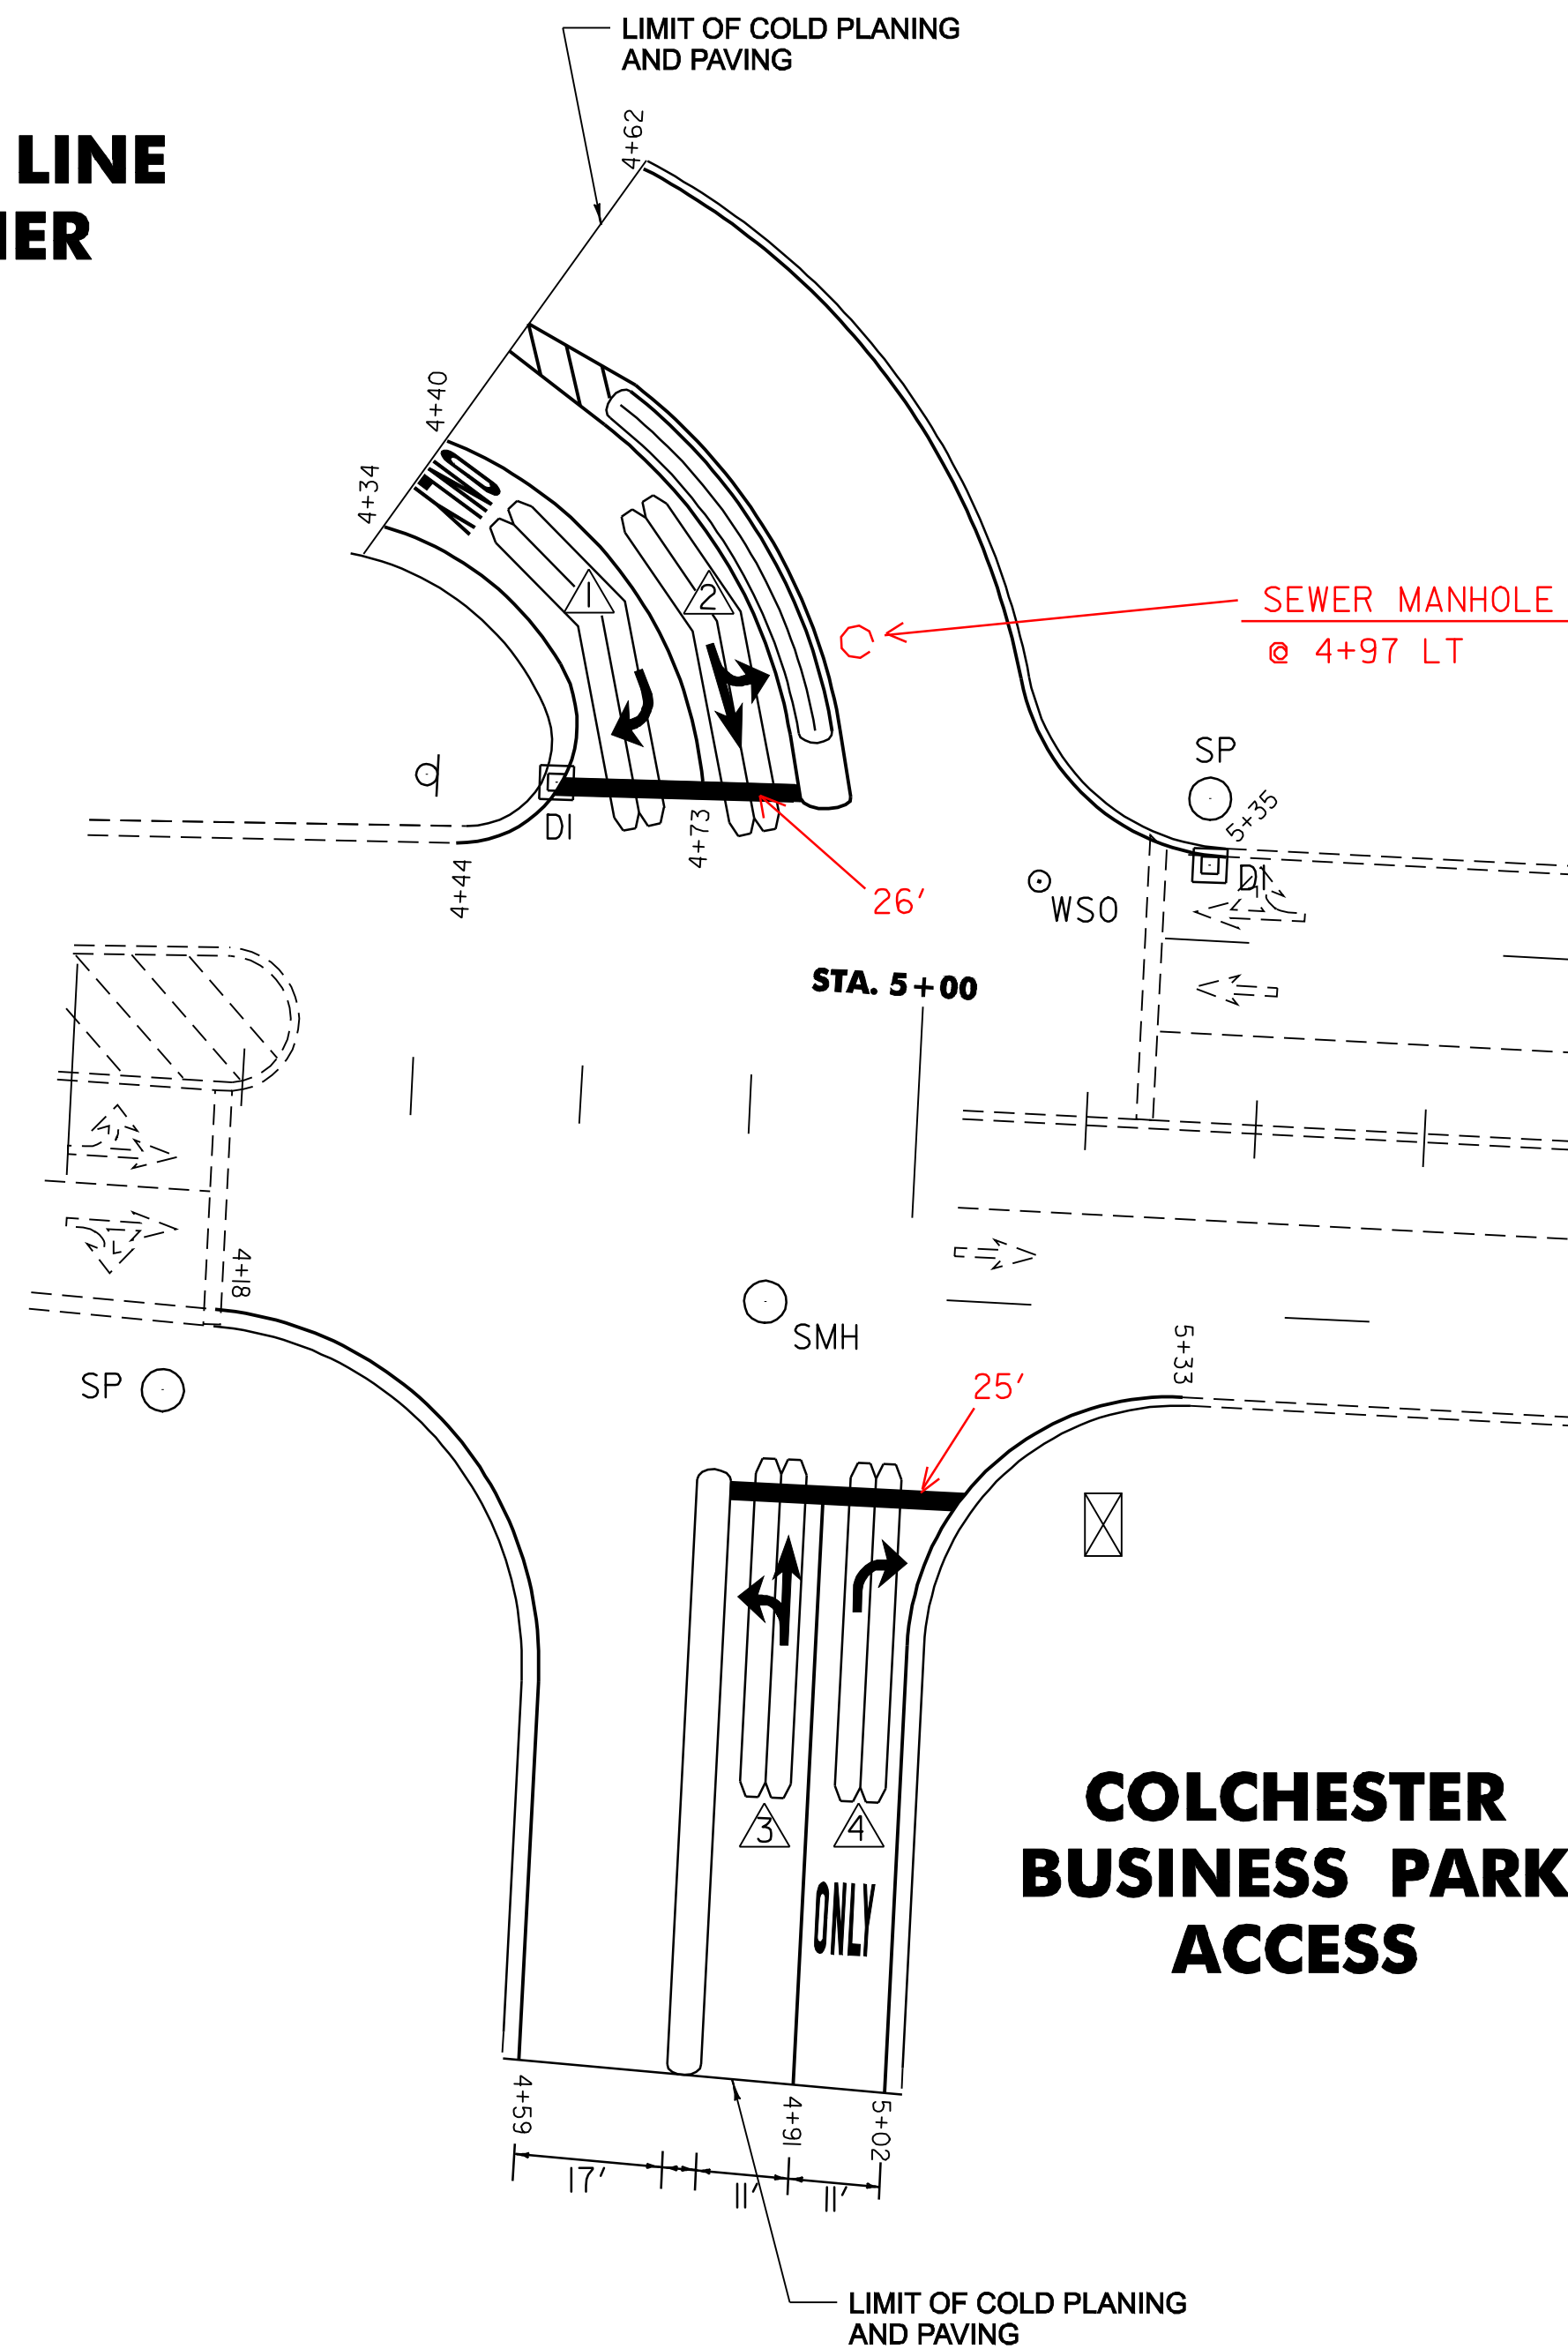 LIMIT OF COLD PLANING
AND PAVING
LINE
4+62
4+40
4+34
ONLY
1
2
SEWER MANHOLE
@ 4+97 LT
SP
5+35
DI
DI
4+73
4+44
26'
WSO
STA. 5+00
4+18
SMH
5+33
SP
25'
3
4
ONLY
COLCHESTER
BUSINESS PARK
ACCESS
4+59
4+91
5+02
17'
11'
11'
LIMIT OF COLD PLANING
AND PAVING